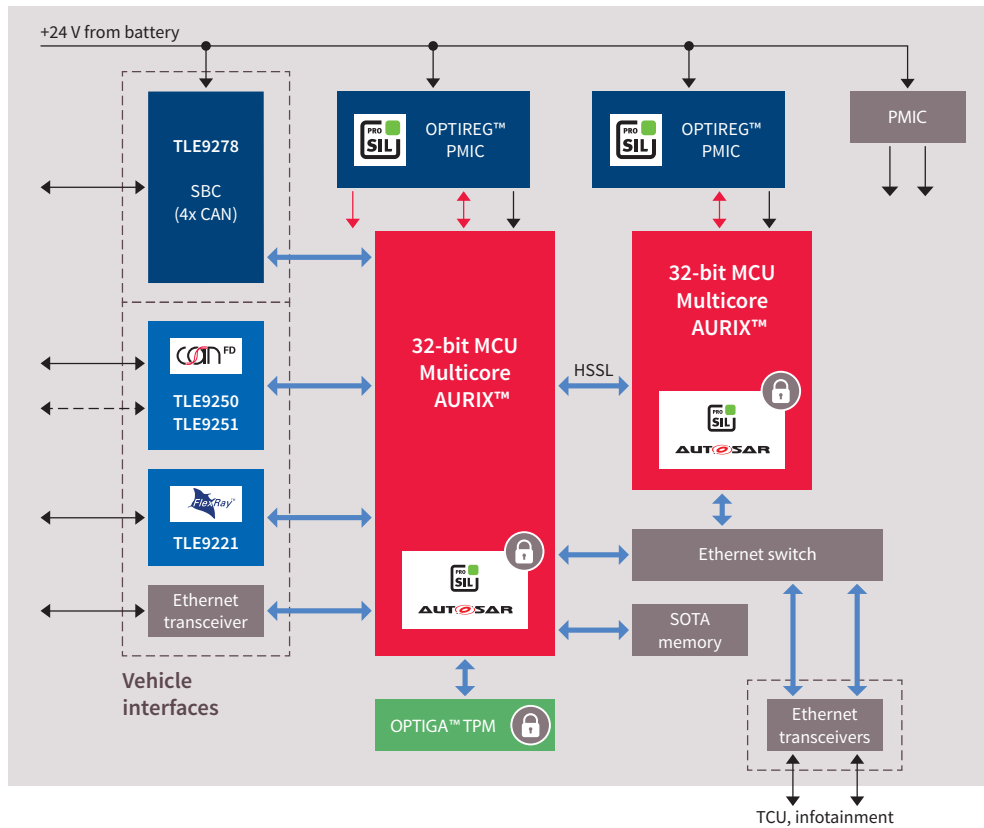 +24 V from battery
TLE9278
SBC
(4x CAN)
PRO
SIL
OPTIREG™
PMIC
PRO
SIL
OPTIREG™
PMIC
PMIC
32-bit MCU
Multicore
AURIX™
HSSL
32-bit MCU
Multicore
AURIX™
PRO
SIL
AUTOSAR
CAN FD
TLE9250
TLE9251
FlexRay™
TLE9221
Ethernet
transceiver
Vehicle
interfaces
PRO
SIL
AUTOSAR
Ethernet switch
SOTA
memory
OPTIGA™ TPM
Ethernet
transceivers
TCU, infotainment